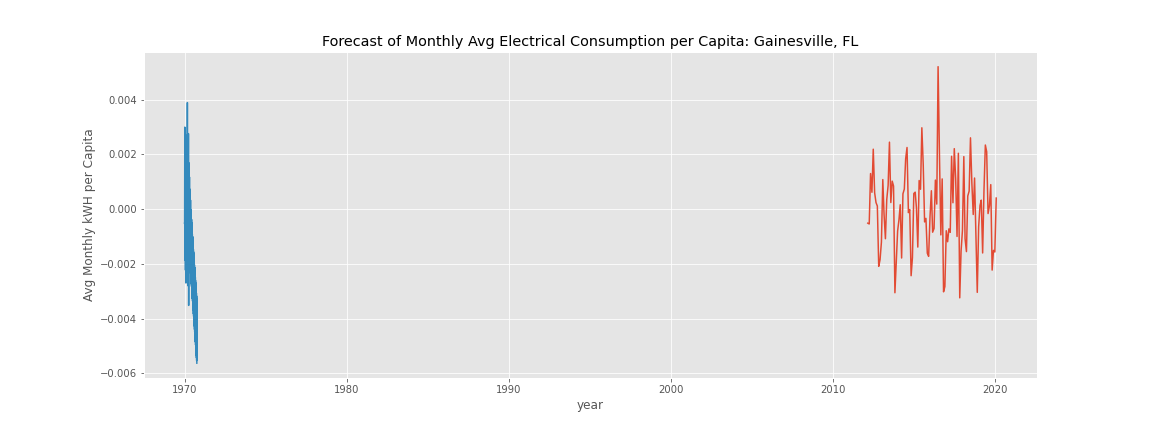 Forecast of Monthly Avg Electrical Consumption per Capita: Gainesville, FL
Avg Monthly kWH per Capita
0.004
0.002
0.000
−0.002
−0.004
−0.006
1970 1980 1990 2000 2010 2020
year